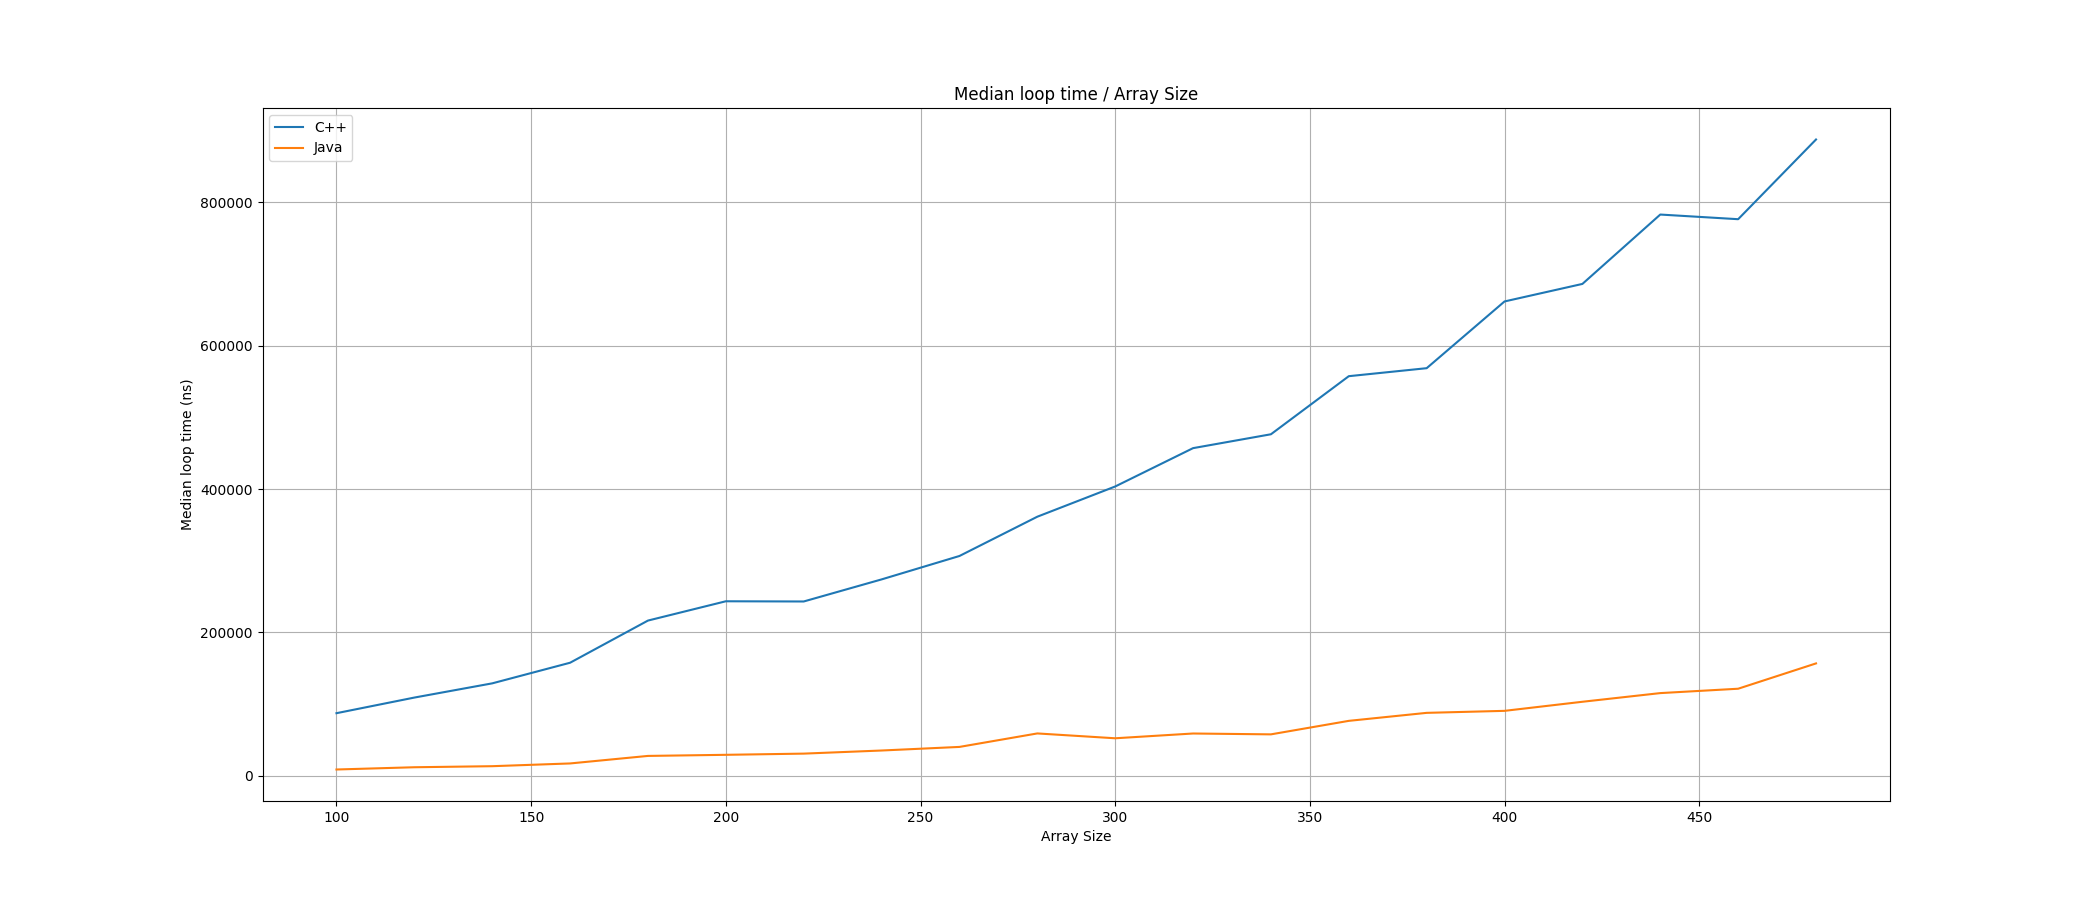 Median loop time / Array Size
C++
Java
Median loop time (ns)
800000
600000
400000
200000
0
100 150 200 250 300 350 400 450
Array Size